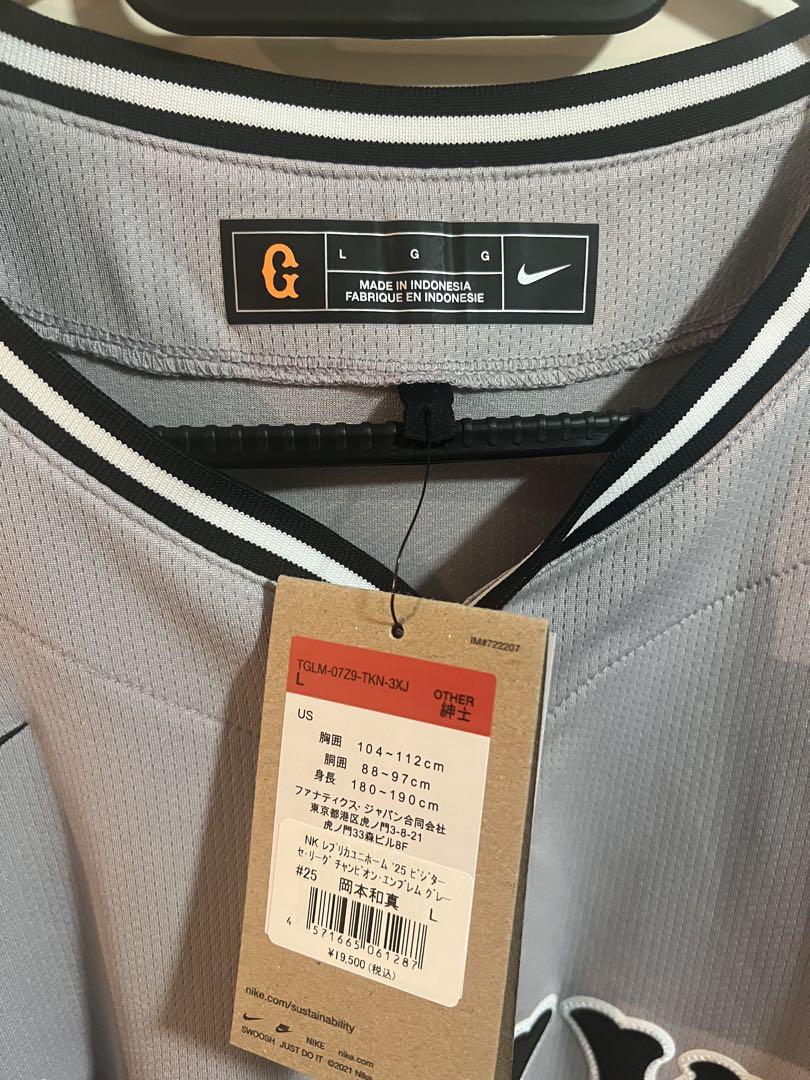 G
L G G
MADE IN INDONESIA
FABRIQUE EN INDONESIE
IM#722207
TGLM-07Z9-TKN-3XJ
L
OTHER
紳士
US
胸囲 104~112cm
胴囲 88~97cm
身長 180~190cm
ファナティクス・ジャパン合同会社
東京都港区虎ノ門3-8-21
虎ノ門33森ビル8F
NK レプリカユニホーム '25 ビジター
セ・リーグ チャンピオン・エンブレム グレー
#25 岡本和真 L
4 571665 061287
¥19,500(税込)
nike.com/sustainability
SWOOSH JUST DO IT NIKE nike.com
©2021 Nike